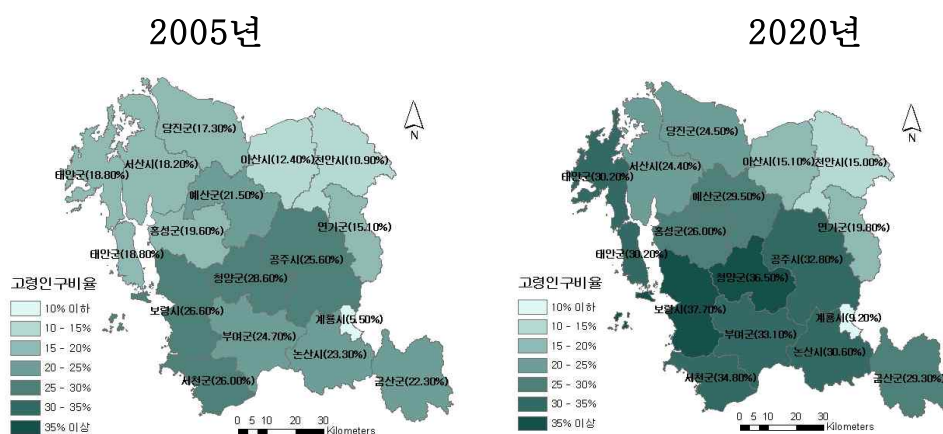 2005년
당진군(17.30%)
아산시(12.40%)
천안시(10.90%)
서산시(18.20%)
태안군(18.80%)
예산군(21.50%)
연기군(15.10%)
홍성군(19.60%)
공주시(25.60%)
태안군(18.80%)
청양군(28.60%)
보령시(26.60%)
계룡시(5.50%)
부여군(24.70%)
논산시(23.30%)
서천군(26.00%)
금산군(22.30%)
N
고령인구비율
10% 이하
10 - 15%
15 - 20%
20 - 25%
25 - 30%
30 - 35%
35% 이상
0 5 10 20 30
Kilometers
2020년
당진군(24.50%)
아산시(15.10%)
천안시(15.00%)
서산시(24.40%)
태안군(30.20%)
예산군(29.50%)
연기군(19.80%)
홍성군(26.00%)
공주시(32.80%)
태안군(30.20%)
청양군(36.50%)
보령시(37.70%)
계룡시(9.20%)
부여군(33.10%)
논산시(30.60%)
서천군(34.80%)
금산군(29.30%)
N
고령인구비율
10% 이하
10 - 15%
15 - 20%
20 - 25%
25 - 30%
30 - 35%
35% 이상
0 5 10 20 30
Kilometers